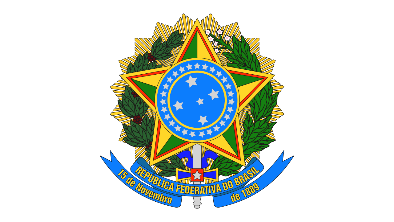 REPÚBLICA FEDERATIVA DO BRASIL
15 de Novembro
de 1889